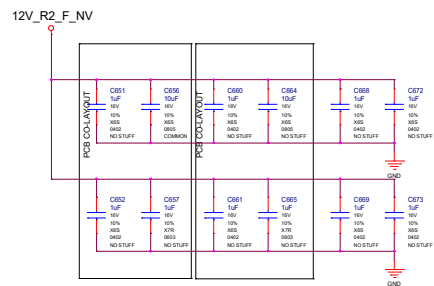 12V_R2_F_NV
PCB CO-LAYOUT
PCB CO-LAYOUT
C651
1uF
16V
10%
X6S
0402
NO STUFF
C656
10uF
16V
10%
X6S
0805
COMMON
C660
1uF
16V
10%
X6S
0402
NO STUFF
C664
10uF
16V
10%
X6S
0805
NO STUFF
C668
1uF
16V
10%
X6S
0402
NO STUFF
C672
1uF
16V
10%
X6S
0402
NO STUFF
GND
C652
1uF
16V
10%
X6S
0402
NO STUFF
C657
1uF
16V
10%
X7R
0603
NO STUFF
C661
1uF
16V
10%
X6S
0402
NO STUFF
C665
1uF
16V
10%
X7R
0603
NO STUFF
C669
1uF
16V
10%
X6S
0402
NO STUFF
C673
1uF
16V
10%
X6S
0402
NO STUFF
GND